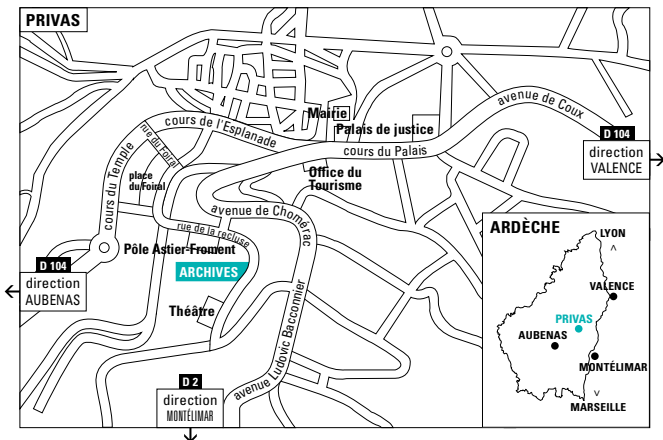 PRIVAS
Mairie
Palais de justice
avenue de Coux
cours de l'Esplanade
cours du Palais
D 104
direction
VALENCE
rue du Foiral
place
du Foiral
cours du Temple
Office du
Tourisme
avenue de Chomérac
rue de la recluse
Pôle Astier-Froment
ARCHIVES
D 104
direction
AUBENAS
Théâtre
avenue Ludovic Bacconnier
D 2
direction
MONTÉLIMAR
ARDÈCHE
LYON
VALENCE
PRIVAS
AUBENAS
MONTÉLIMAR
MARSEILLE